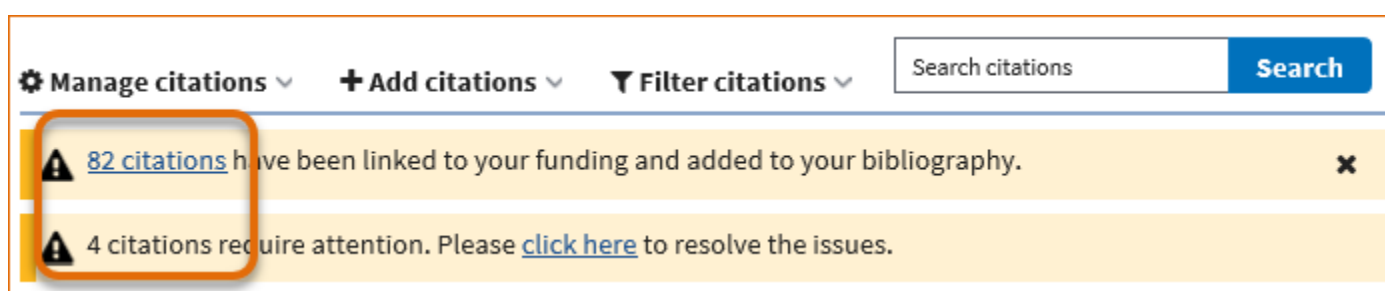 Manage citations
Add citations
Filter citations
Search citations
Search
82 citations have been linked to your funding and added to your bibliography.
4 citations require attention. Please click here to resolve the issues.